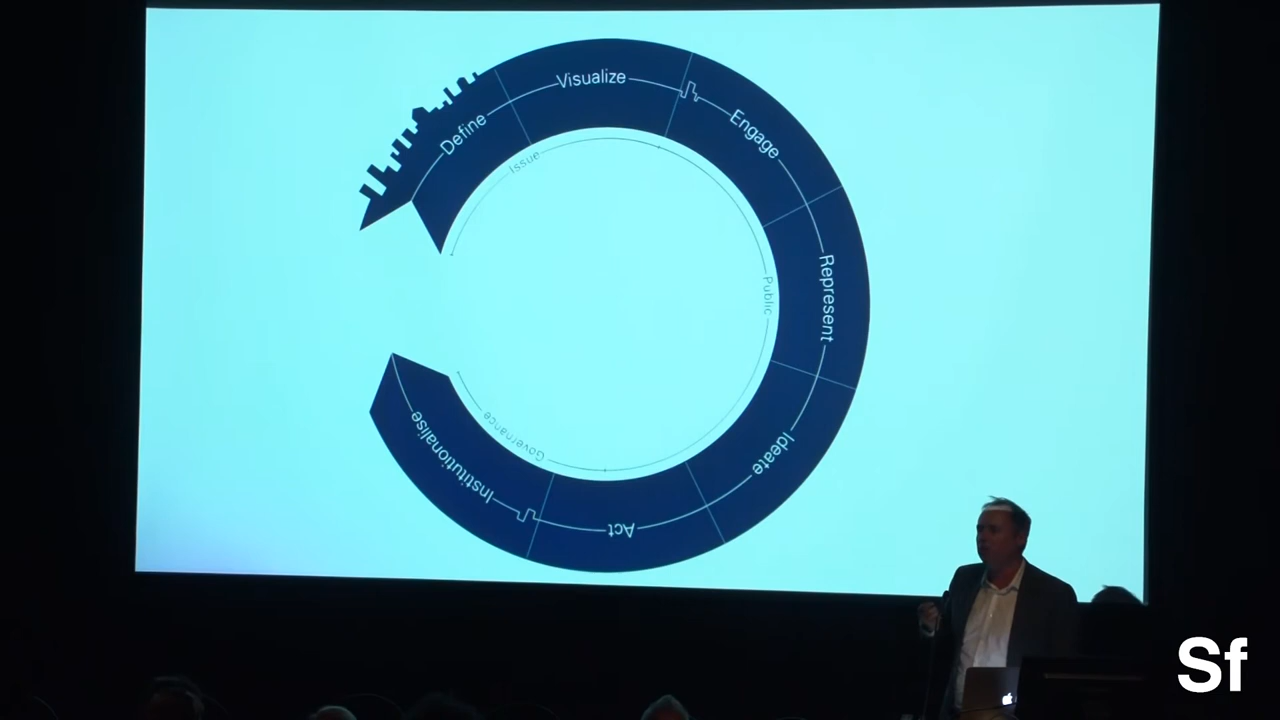 Define
Visualize
Engage
Represent
Ideate
Act
Institutionalise
Issue
Public
Governance
Sf